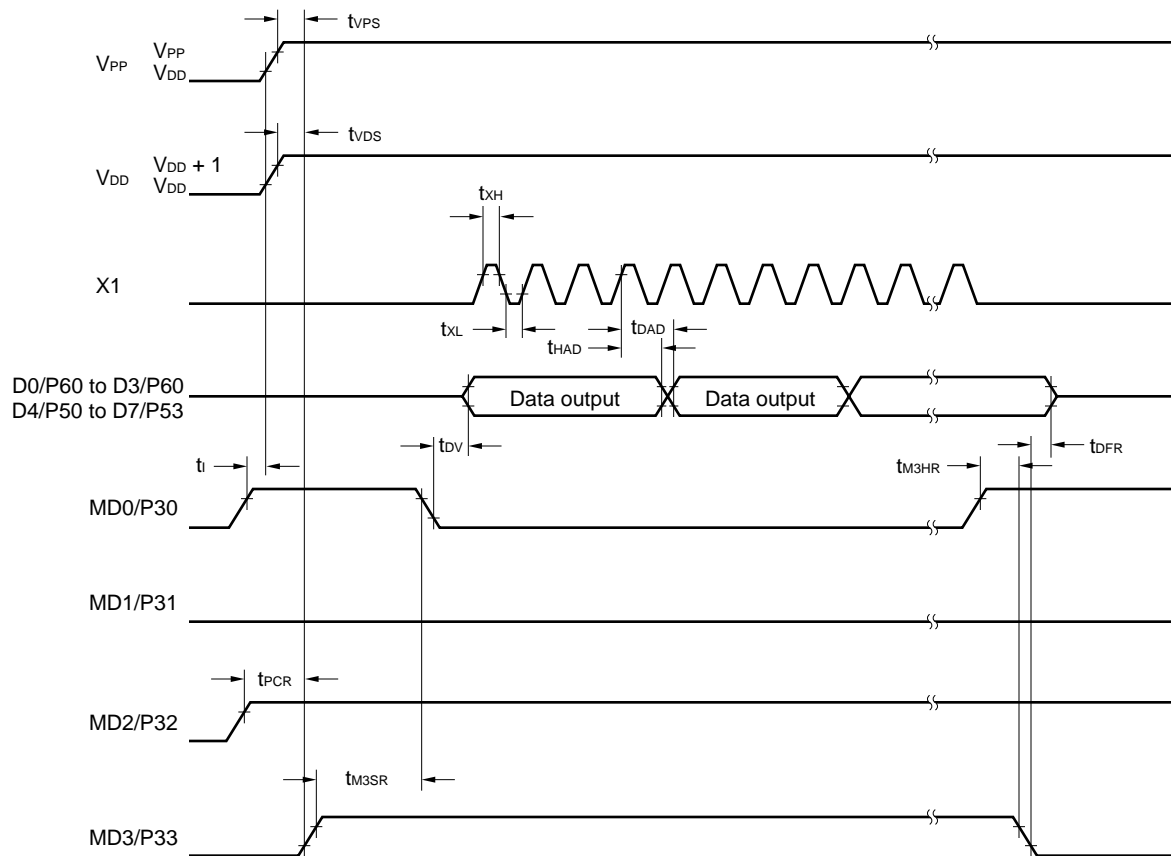 tVPS
VPP
VPP
VDD
tVDS
VDD + 1
VDD
VDD
tXH
X1
tXL
tDAD
tHAD
D0/P60 to D3/P60
D4/P50 to D7/P53
Data output
Data output
tDV
tI
tDFR
tM3HR
MD0/P30
MD1/P31
tPCR
MD2/P32
tM3SR
MD3/P33